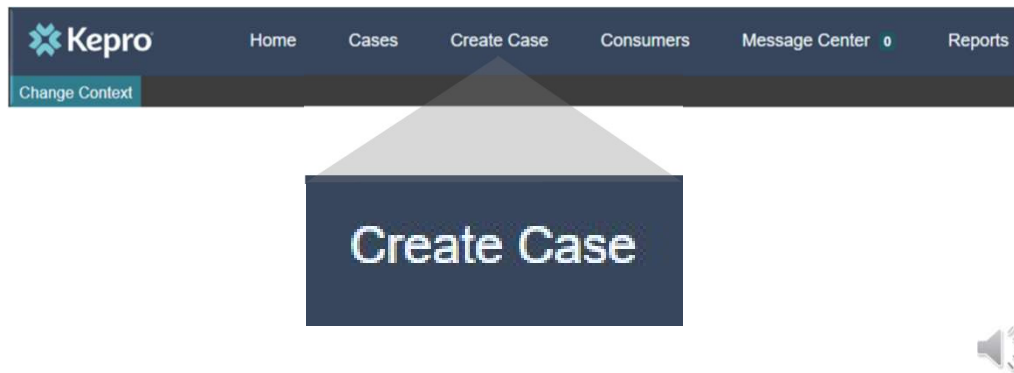 Kepro Home Cases Create Case Consumers Message Center 0 Reports
Change Context
Create Case